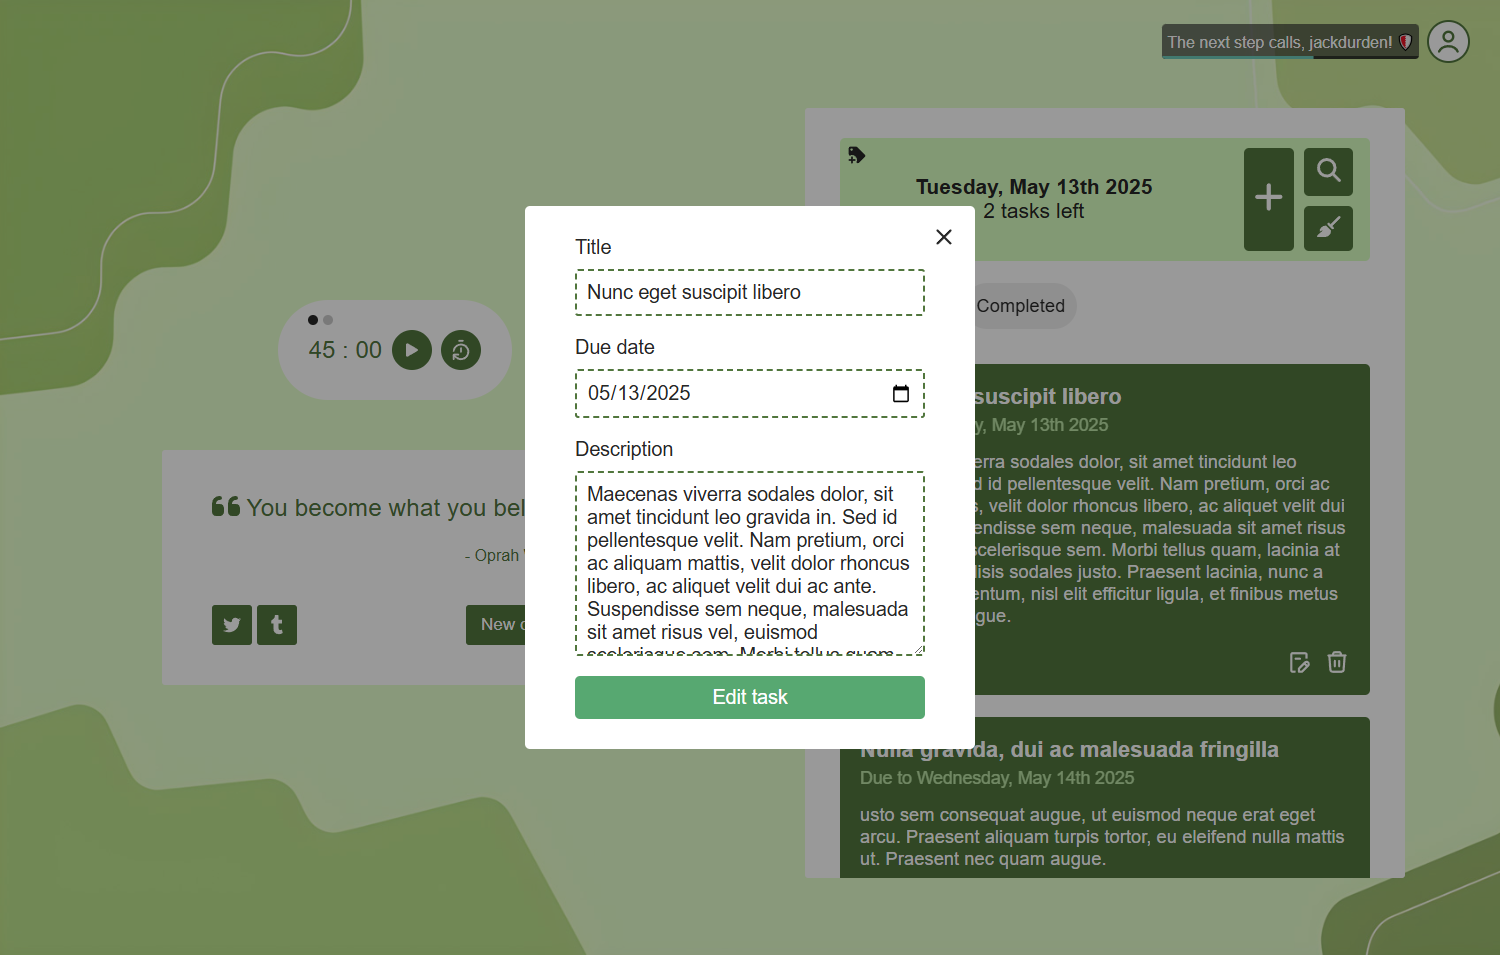 The next step calls, jackdurden!
Tuesday, May 13th 2025
2 tasks left
Completed
45 : 00
You become what you bel
- Oprah
New
Title
Nunc eget suscipit libero
Due date
05/13/2025
Description
Maecenas viverra sodales dolor, sit
amet tincidunt leo gravida in. Sed id
pellentesque velit. Nam pretium, orci
ac aliquam mattis, velit dolor rhoncus
libero, ac aliquet velit dui ac ante.
Suspendisse sem neque, malesuada
sit amet risus vel, euismod
scelerisque sem. Morbi tellus quam
Edit task
suscipit libero
y, May 13th 2025
erra sodales dolor, sit amet tincidunt leo
d id pellentesque velit. Nam pretium, orci ac
s, velit dolor rhoncus libero, ac aliquet velit dui
endisse sem neque, malesuada sit amet risus
scelerisque sem. Morbi tellus quam, lacinia at
lisis sodales justo. Praesent lacinia, nunc a
entum, nisl elit efficitur ligula, et finibus metus
gue.
Nulla gravida, dui ac malesuada fringilla
Due to Wednesday, May 14th 2025
usto sem consequat augue, ut euismod neque erat eget
arcu. Praesent aliquam turpis tortor, eu eleifend nulla mattis
ut. Praesent nec quam augue.